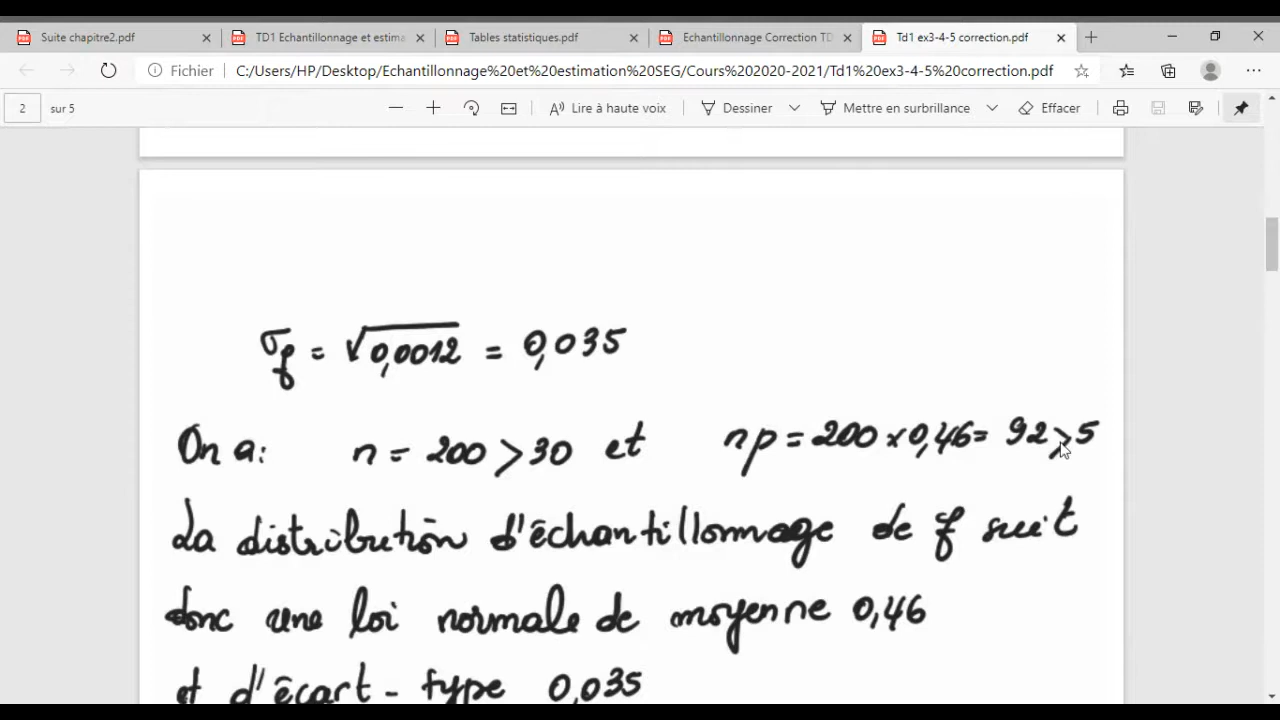 Suite chapitre2.pdf
TD1 Echantillonnage et estima
Tables statistiques.pdf
Echantillonnage Correction TD
Td1 ex3-4-5 correction.pdf
Fichier
C:/Users/HP/Desktop/Echantillonnage%20et%20estimation%20SEG/Cours%202020-2021/Td1%20ex3-4-5%20correction.pdf
2 sur 5
Lire à haute voix
Dessiner
Mettre en surbrillance
Effacer
σf = √0,0012 = 0,035
On a: n = 200 > 30 et np = 200 × 0,46 = 92 > 5
La distribution d'échantillonnage de f suit
donc une loi normale de moyenne 0,46
et d'écart-type 0,035